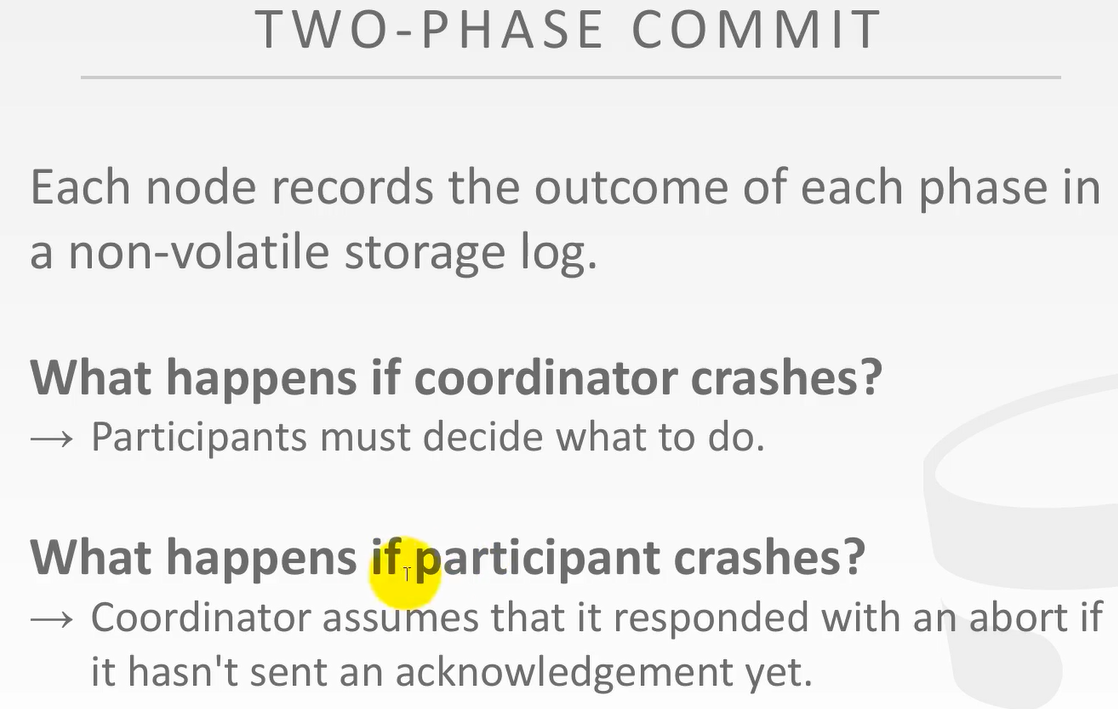 TWO-PHASE COMMIT
Each node records the outcome of each phase in
a non-volatile storage log.
What happens if coordinator crashes?
→ Participants must decide what to do.
What happens if participant crashes?
→ Coordinator assumes that it responded with an abort if
it hasn't sent an acknowledgement yet.